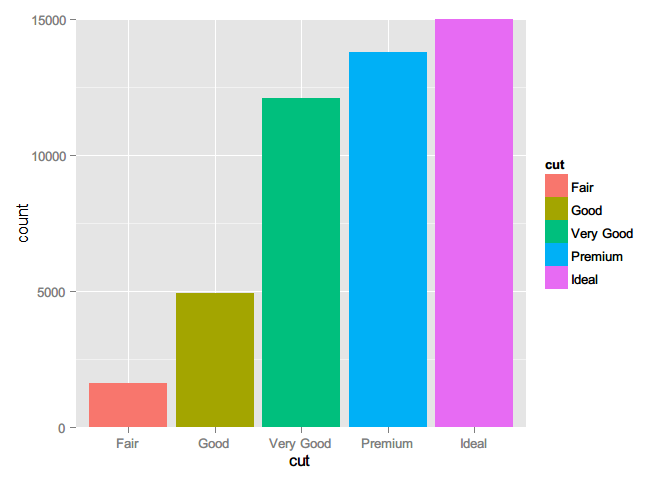 15000
10000
5000
0
count
Fair
Good
Very Good
Premium
Ideal
cut
cut
Fair
Good
Very Good
Premium
Ideal